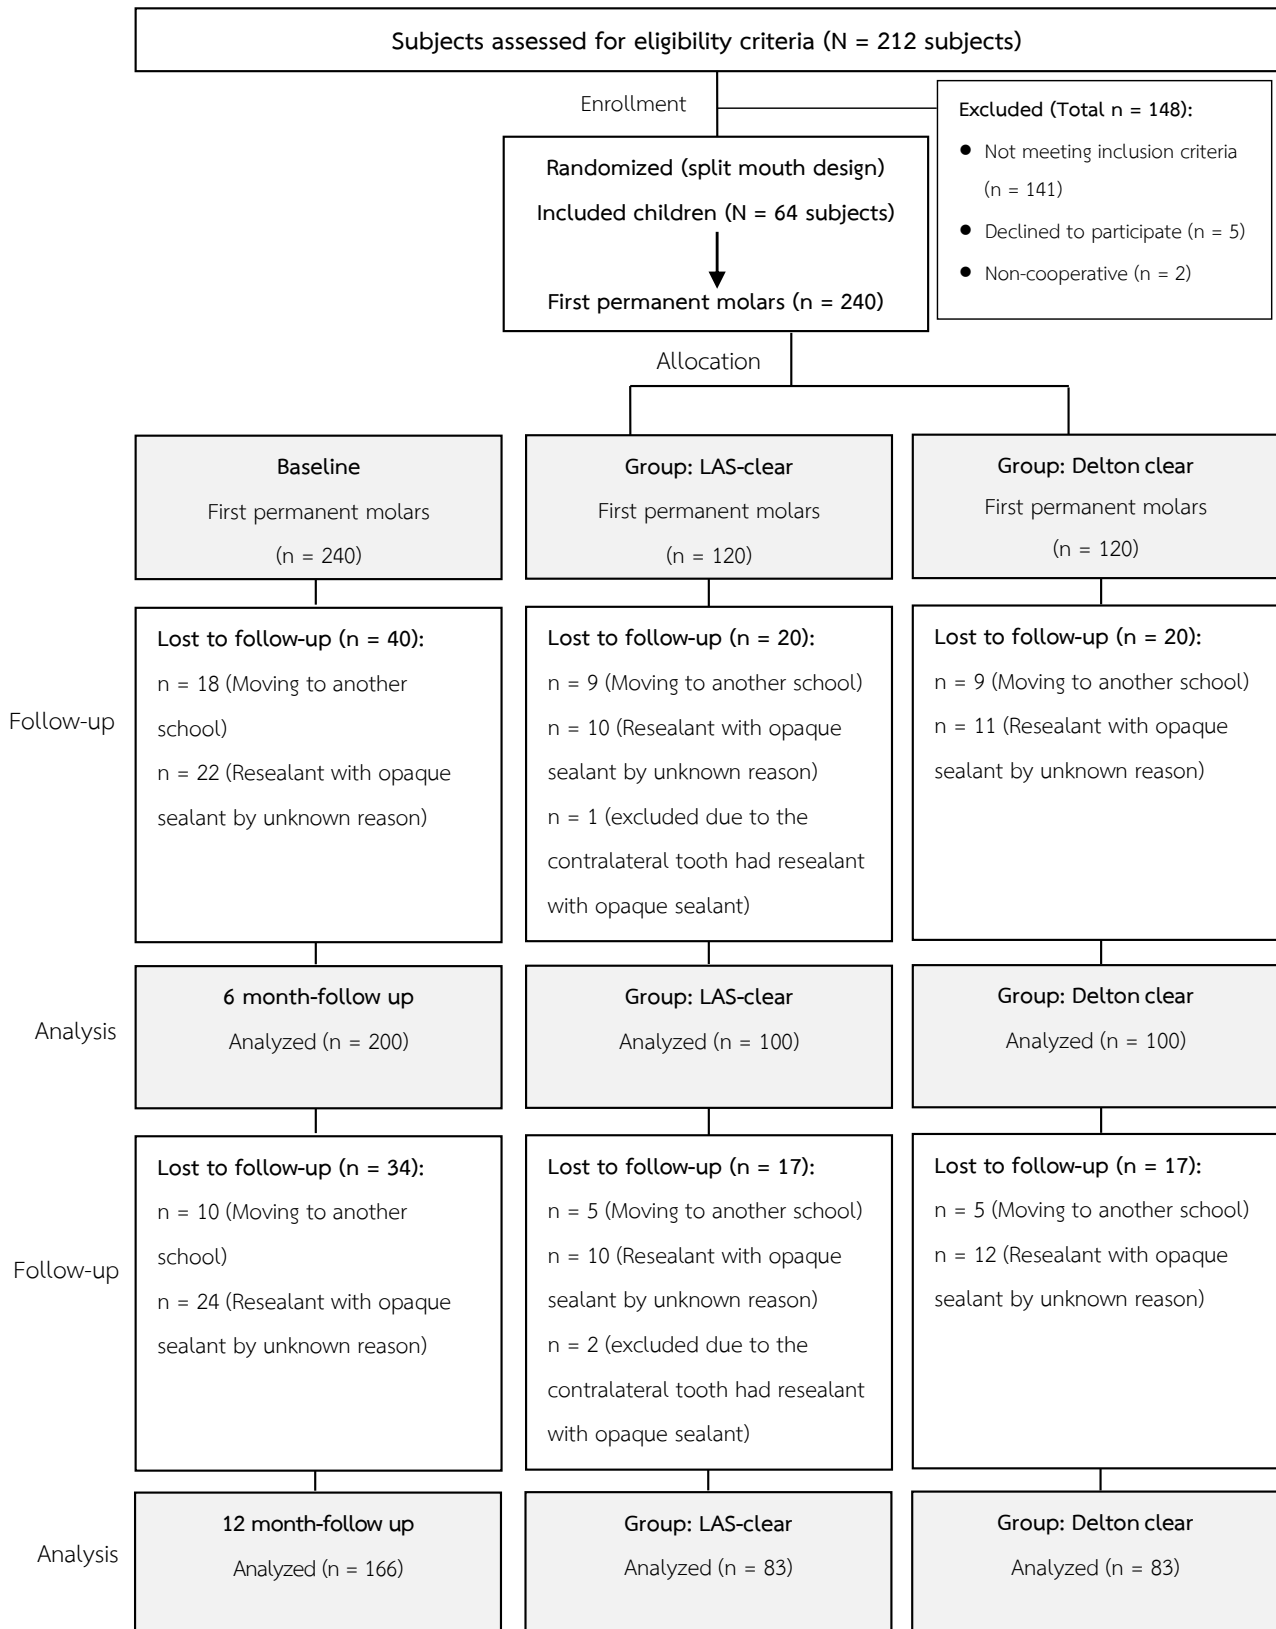 Subjects assessed for eligibility criteria (N = 212 subjects)
Enrollment
Excluded (Total n = 148):
● Not meeting inclusion criteria
(n = 141)
● Declined to participate (n = 5)
● Non-cooperative (n = 2)
Randomized (split mouth design)
Included children (N = 64 subjects)
First permanent molars (n = 240)
Allocation
Baseline
First permanent molars
(n = 240)
Group: LAS-clear
First permanent molars
(n = 120)
Group: Delton clear
First permanent molars
(n = 120)
Follow-up
Lost to follow-up (n = 40):
n = 18 (Moving to another
school)
n = 22 (Resealant with opaque
sealant by unknown reason)
Lost to follow-up (n = 20):
n = 9 (Moving to another school)
n = 10 (Resealant with opaque
sealant by unknown reason)
n = 1 (excluded due to the
contralateral tooth had resealant
with opaque sealant)
Lost to follow-up (n = 20):
n = 9 (Moving to another school)
n = 11 (Resealant with opaque
sealant by unknown reason)
Analysis
6 month-follow up
Analyzed (n = 200)
Group: LAS-clear
Analyzed (n = 100)
Group: Delton clear
Analyzed (n = 100)
Follow-up
Lost to follow-up (n = 34):
n = 10 (Moving to another
school)
n = 24 (Resealant with opaque
sealant by unknown reason)
Lost to follow-up (n = 17):
n = 5 (Moving to another school)
n = 10 (Resealant with opaque
sealant by unknown reason)
n = 2 (excluded due to the
contralateral tooth had resealant
with opaque sealant)
Lost to follow-up (n = 17):
n = 5 (Moving to another school)
n = 12 (Resealant with opaque
sealant by unknown reason)
Analysis
12 month-follow up
Analyzed (n = 166)
Group: LAS-clear
Analyzed (n = 83)
Group: Delton clear
Analyzed (n = 83)